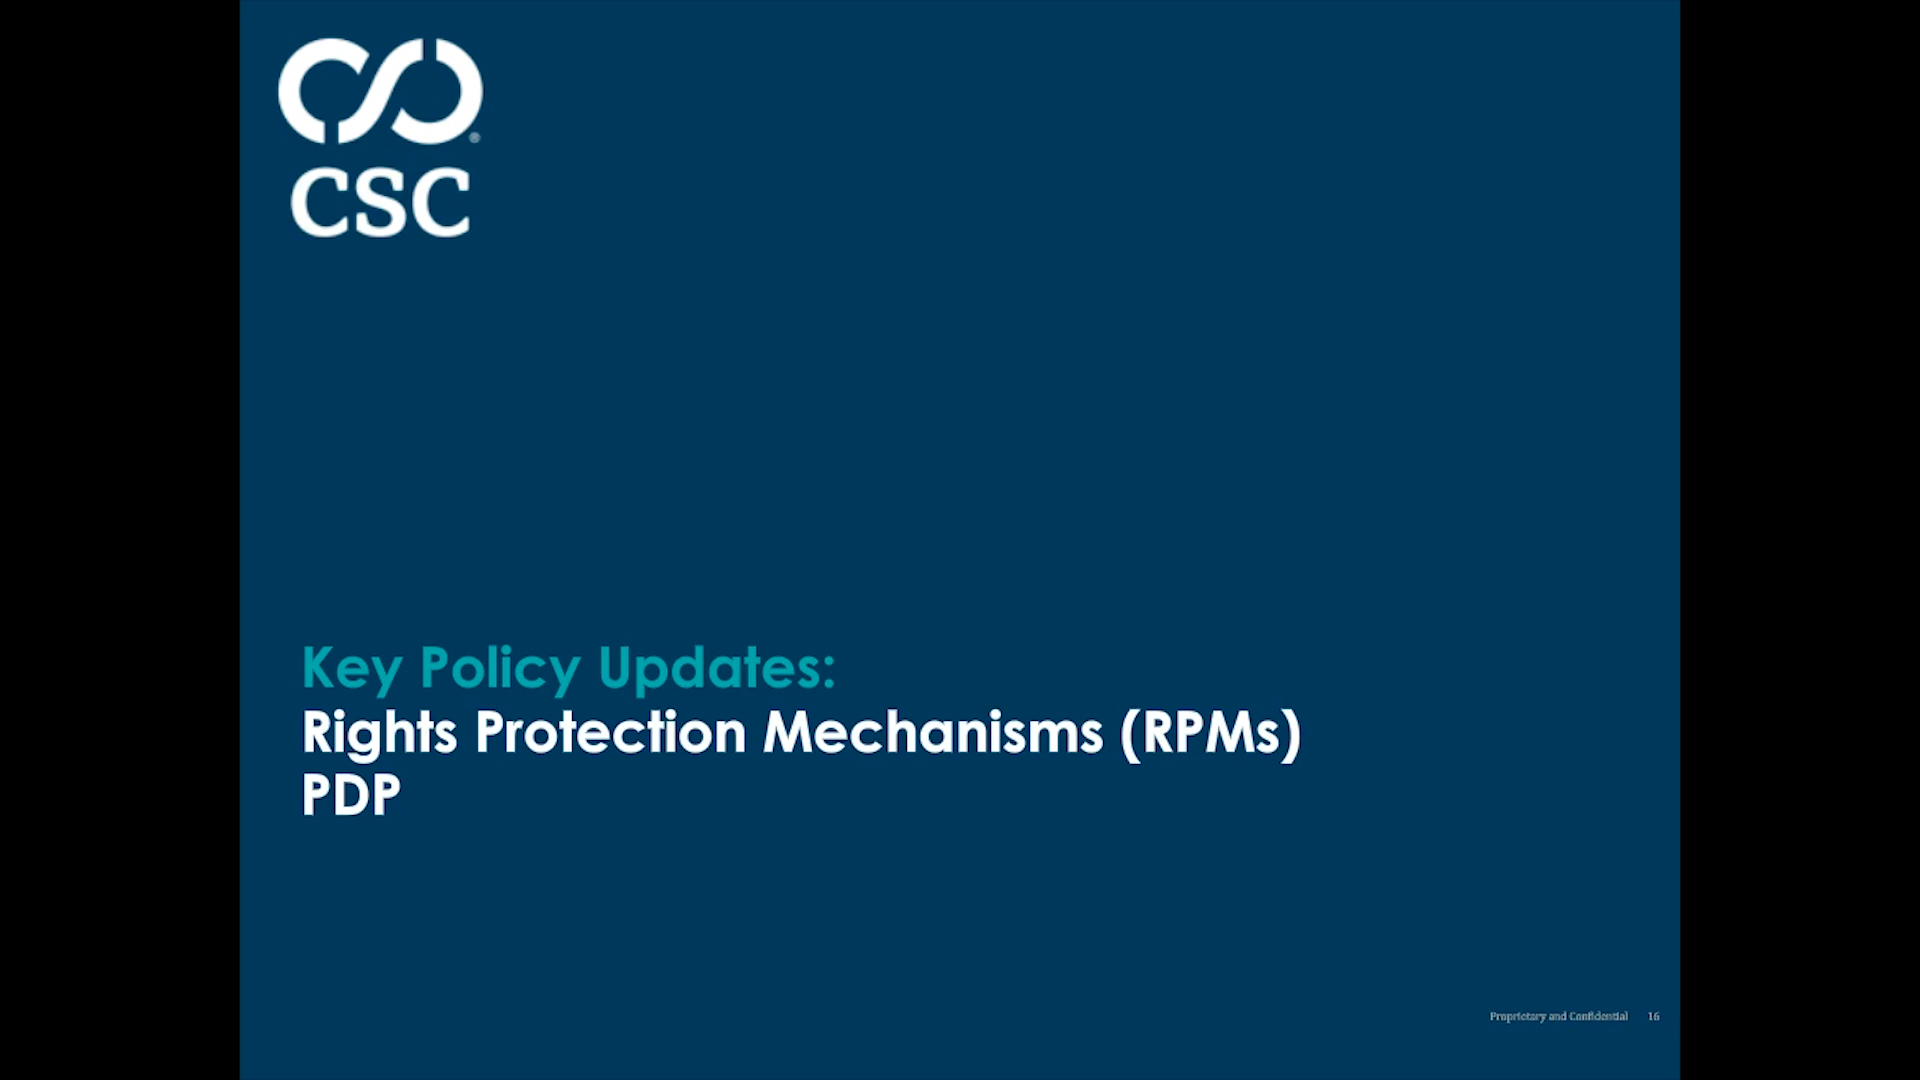 CSC
Key Policy Updates:
Rights Protection Mechanisms (RPMs)
PDP
Proprietary and Confidential 16